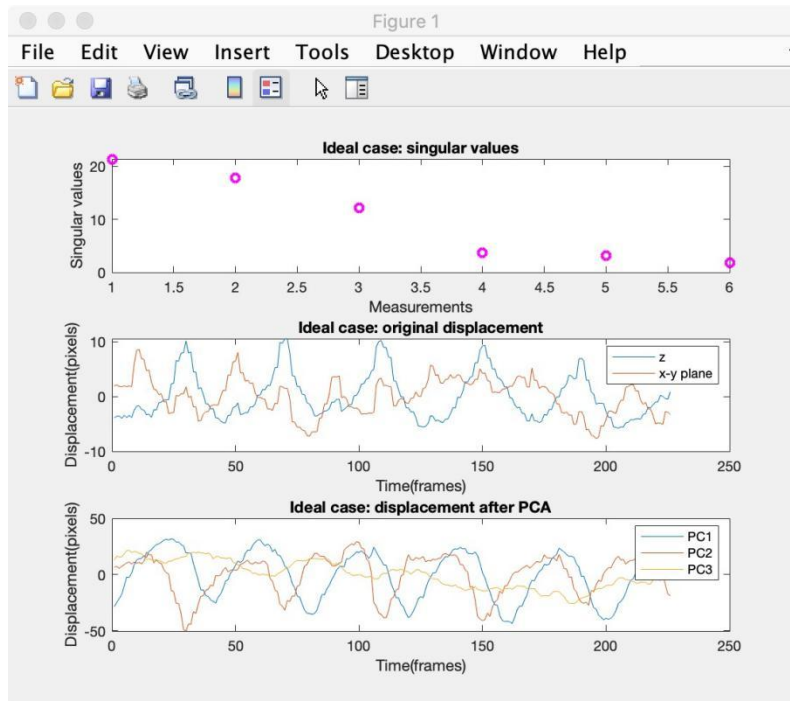 Figure 1
File Edit View Insert Tools Desktop Window Help
Ideal case: singular values
Singular values
20
10
0
1 1.5 2 2.5 3 3.5 4 4.5 5 5.5 6
Measurements
Ideal case: original displacement
Displacement(pixels)
10
0
-10
z
x-y plane
0 50 100 150 200 250
Time(frames)
Ideal case: displacement after PCA
Displacement(pixels)
50
0
-50
PC1
PC2
PC3
0 50 100 150 200 250
Time(frames)